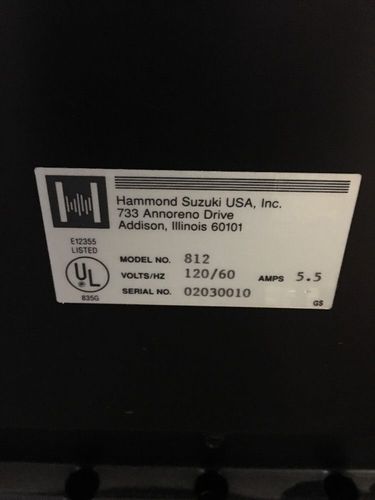 H
Hammond Suzuki USA, Inc.
733 Annoreno Drive
Addison, Illinois 60101
E12355
LISTED
UL
835G
MODEL NO. 812
VOLTS/HZ 120/60 AMPS 5.5
SERIAL NO. 02030010
GS